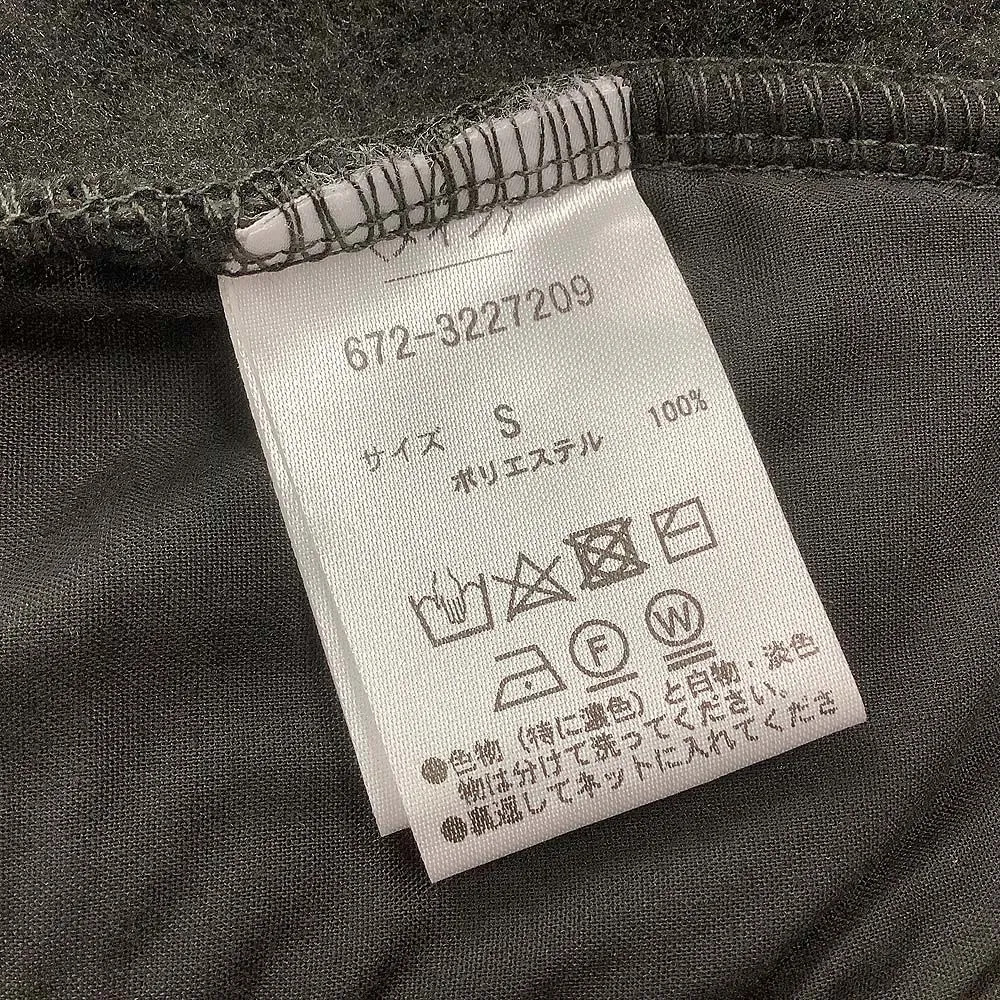 672-3227209
サイズ S
ポリエステル 100%
F W
●色物（特に濃色）と白物・淡色
物は分けて洗ってください。
●裏返してネットに入れてくださ